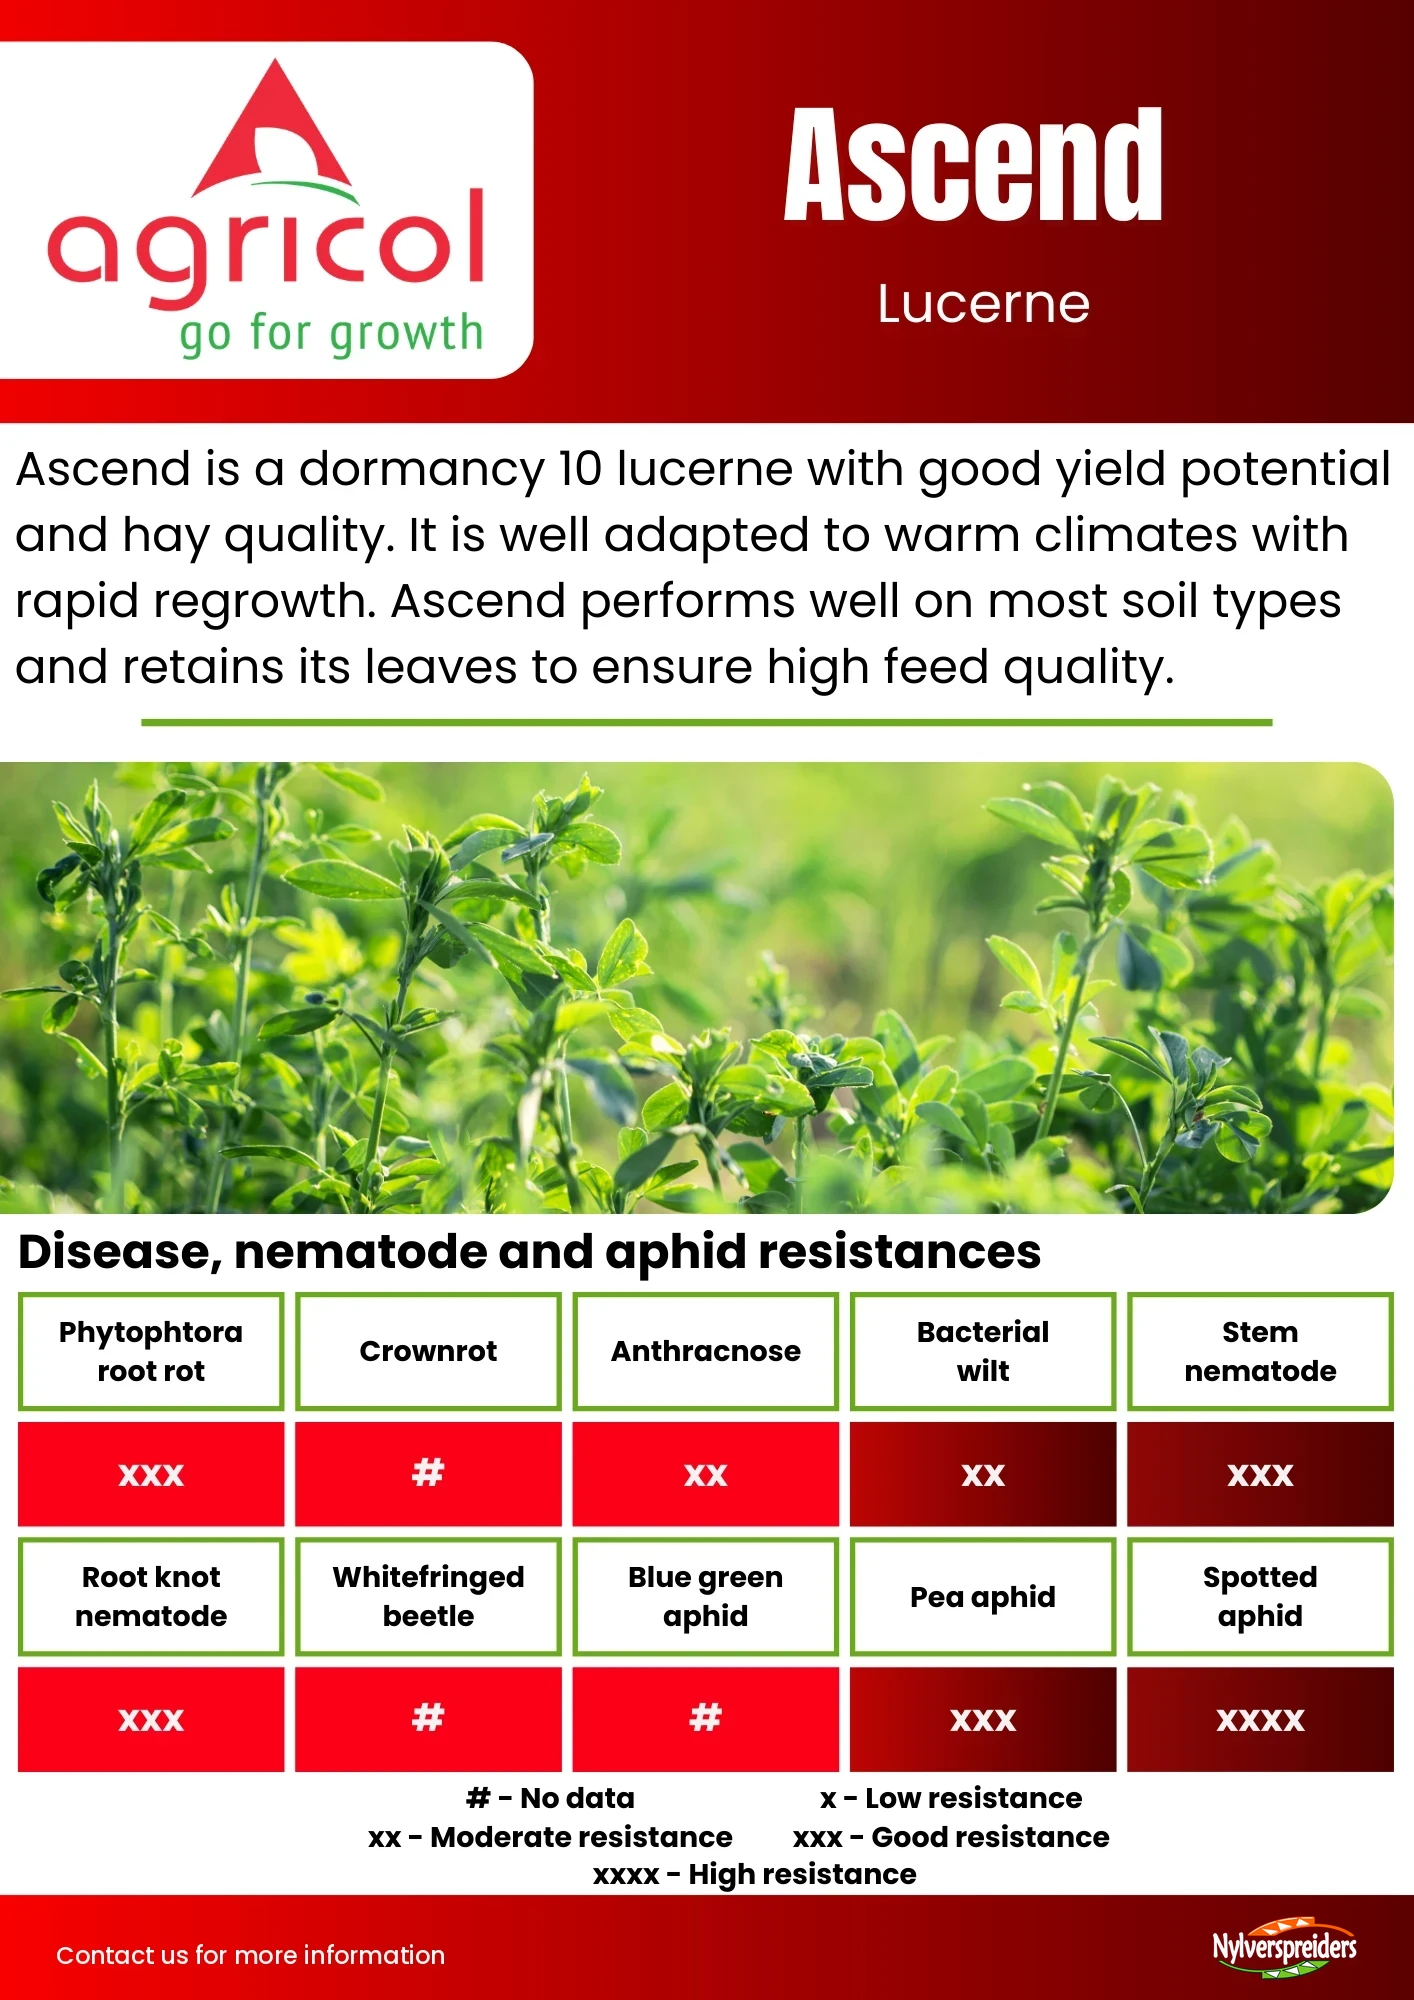 agricol
go for growth
Ascend
Lucerne
Ascend is a dormancy 10 lucerne with good yield potential
and hay quality. It is well adapted to warm climates with
rapid regrowth. Ascend performs well on most soil types
and retains its leaves to ensure high feed quality.
Disease, nematode and aphid resistances
Phytophtora
root rot
Crownrot
Anthracnose
Bacterial
wilt
Stem
nematode
xxx
#
xx
xx
xxx
Root knot
nematode
Whitefringed
beetle
Blue green
aphid
Pea aphid
Spotted
aphid
xxx
#
#
xxx
xxxx
# - No data
x - Low resistance
xx - Moderate resistance
xxx - Good resistance
xxxx - High resistance
Contact us for more information
Nylverspreiders